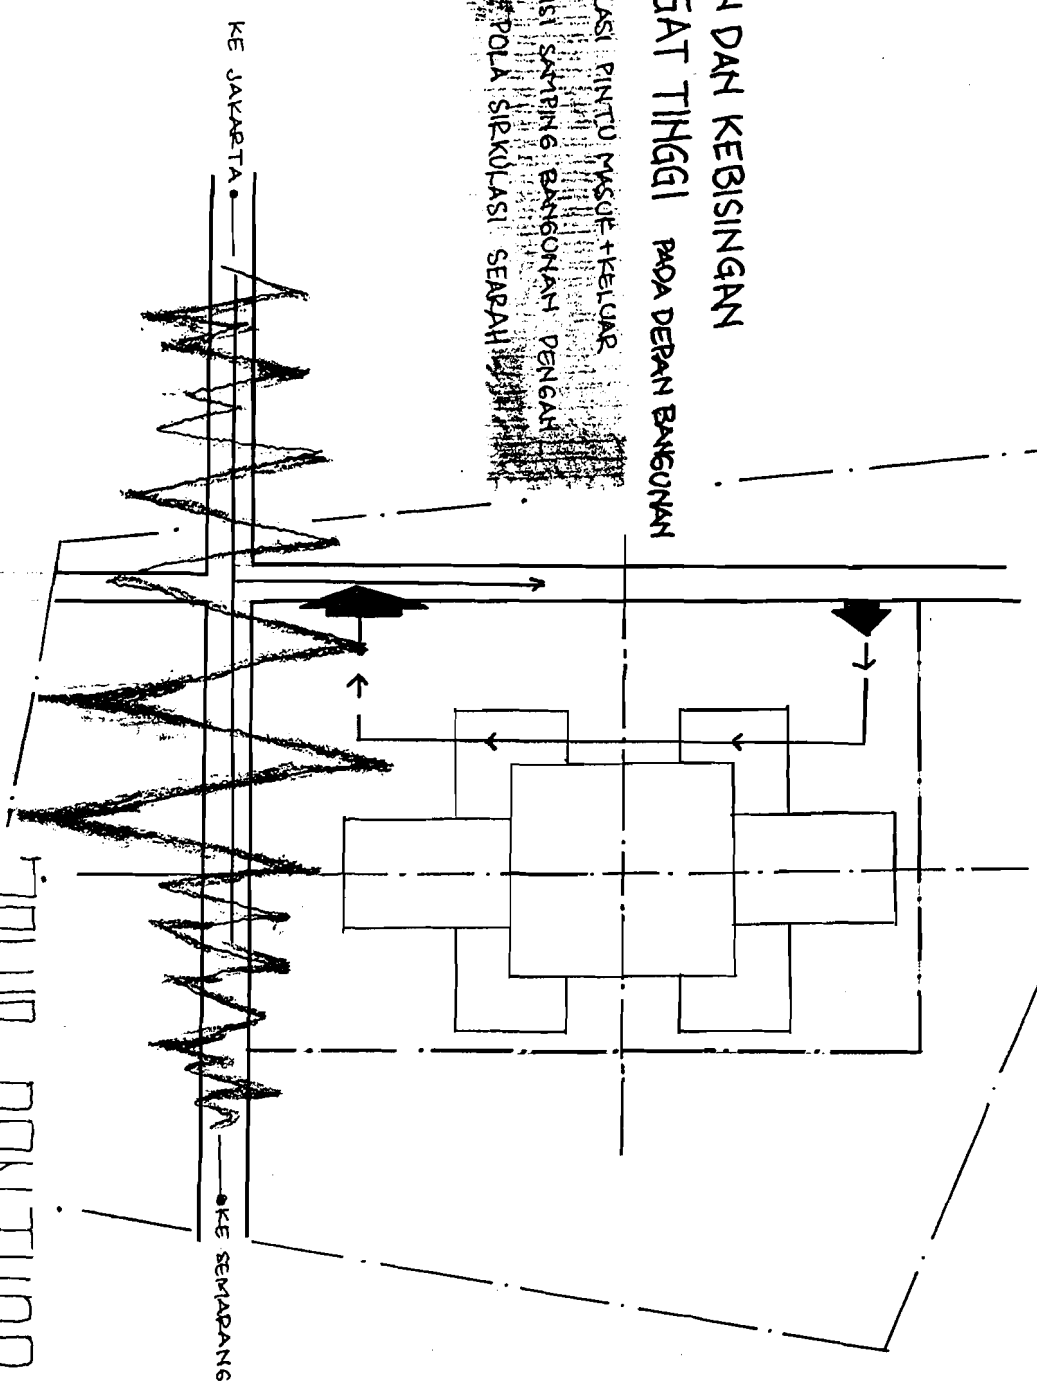 DAN KEBISINGAN
GAT TINGGI PADA DEPAN BANGUNAN
ASI PINTU MASUK + KELUAR
SI SAMPING BANGUNAN DENGAN
POLA SIRKULASI SEARAH
KE JAKARTA
KE SEMARANG